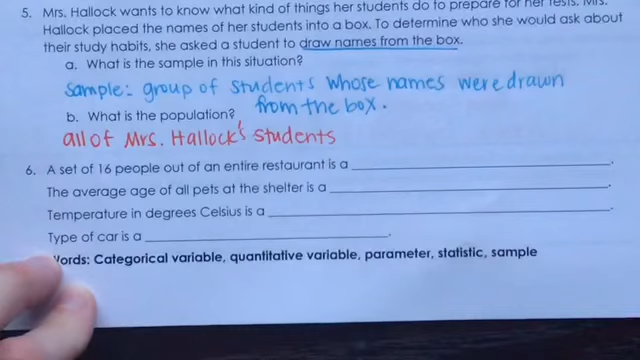 5. Mrs. Hallock wants to know what kind of things her students do to prepare for her tests. Mrs.
Hallock placed the names of her students into a box. To determine who she would ask about
their study habits, she asked a student to draw names from the box.
a. What is the sample in this situation?
sample: group of students whose names were drawn
from the box.
b. What is the population?
all of Mrs. Hallock's students
6. A set of 16 people out of an entire restaurant is a ____________________.
The average age of all pets at the shelter is a ____________________.
Temperature in degrees Celsius is a ____________________.
Type of car is a ____________________.
Words: Categorical variable, quantitative variable, parameter, statistic, sample